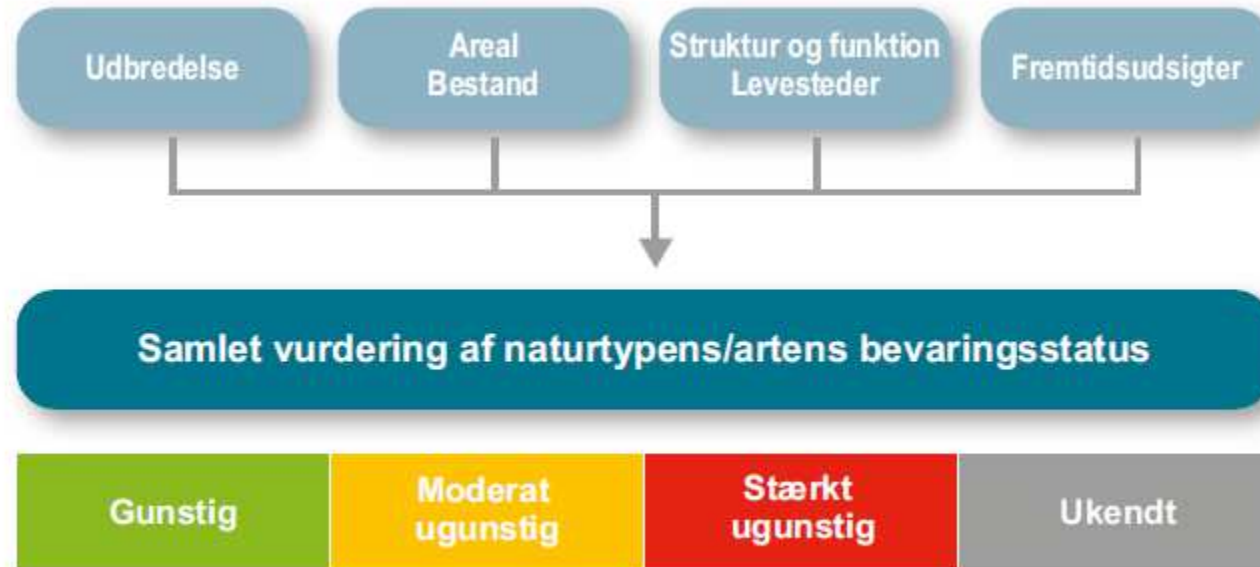 Udbredelse
Areal
Bestand
Struktur og funktion
Levesteder
Fremtidsudsigter
Samlet vurdering af naturtypens/artens bevaringsstatus
Gunstig
Moderat
ugunstig
Stærkt
ugunstig
Ukendt